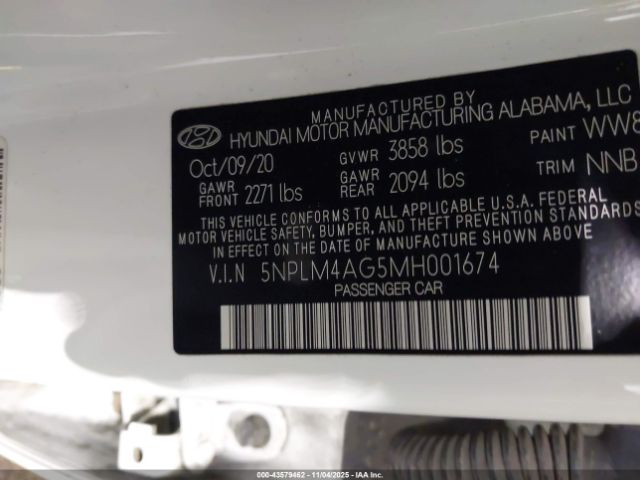 MANUFACTURED BY
HYUNDAI MOTOR MANUFACTURING ALABAMA, LLC
Oct/09/20 GVWR 3858 lbs PAINT WW8
GAWR FRONT 2271 lbs GAWR REAR 2094 lbs TRIM NNB
THIS VEHICLE CONFORMS TO ALL APPLICABLE U.S.A. FEDERAL
MOTOR VEHICLE SAFETY, BUMPER, AND THEFT PREVENTION STANDARDS
IN EFFECT ON THE DATE OF MANUFACTURE SHOWN ABOVE.
V.I.N 5NPLM4AG5MH001674
PASSENGER CAR
000-43579462 - 11/04/2025 - IAA Inc.